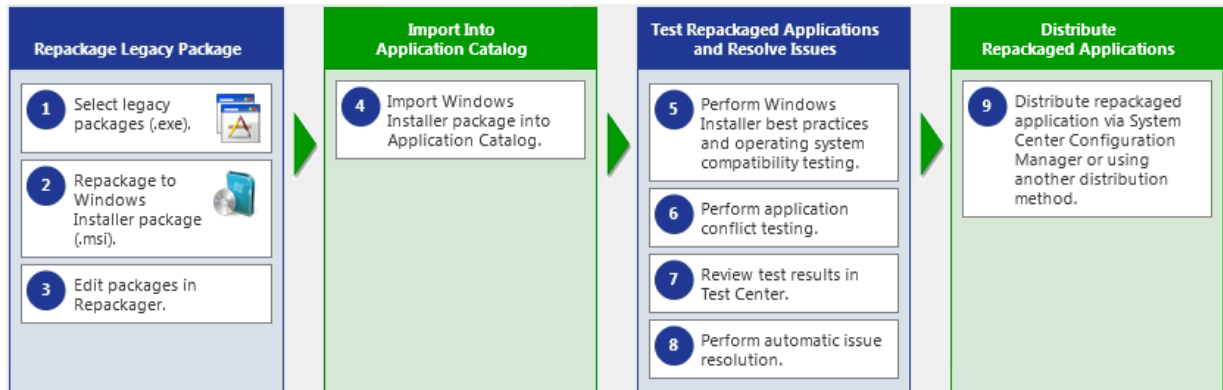 Repackage Legacy Package
1
Select legacy
packages (.exe).
2
Repackage to
Windows
Installer package
(.msi).
3
Edit packages in
Repackager.
Import Into
Application Catalog
4
Import Windows
Installer package into
Application Catalog.
Test Repackaged Applications
and Resolve Issues
5
Perform Windows
Installer best practices
and operating system
compatibility testing.
6
Perform application
conflict testing.
7
Review test results in
Test Center.
8
Perform automatic issue
resolution.
Distribute
Repackaged Applications
9
Distribute repackaged
application via System
Center Configuration
Manager or using
another distribution
method.